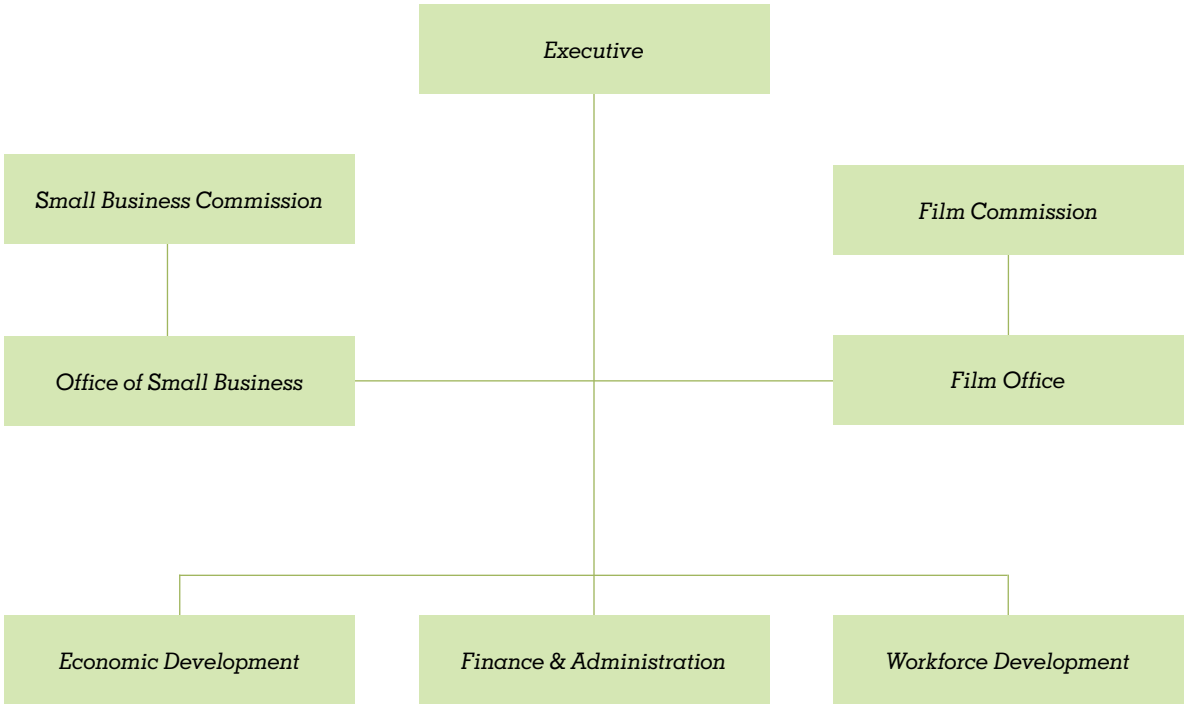 Executive
Small Business Commission
Film Commission
Office of Small Business
Film Office
Economic Development
Finance & Administration
Workforce Development